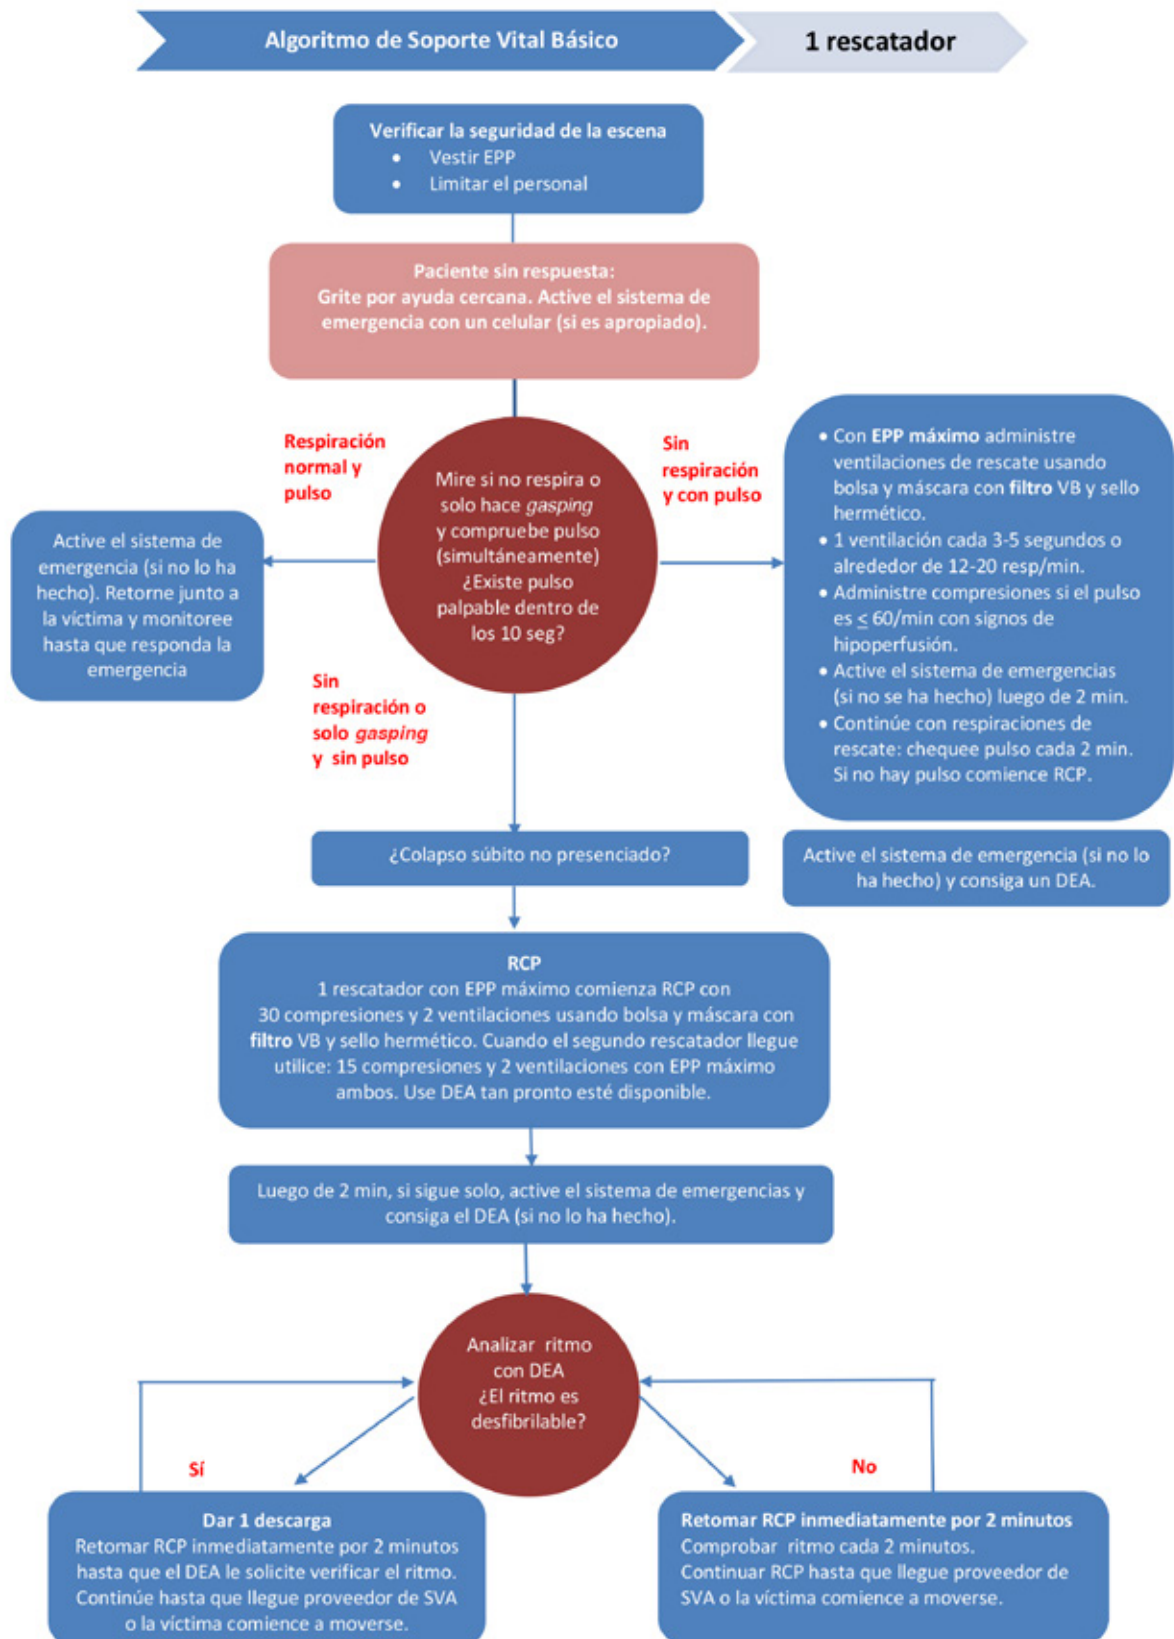 Algoritmo de Soporte Vital Básico
1 rescatador
Verificar la seguridad de la escena
• Vestir EPP
• Limitar el personal
Paciente sin respuesta:
Grite por ayuda cercana. Active el sistema de
emergencia con un celular (si es apropiado).
Respiración
normal y
pulso
Mire si no respira o
solo hace gasping
y compruebe pulso
(simultáneamente)
¿Existe pulso
palpable dentro de
los 10 seg?
Sin
respiración
y con pulso
Active el sistema de
emergencia (si no lo ha
hecho). Retorne junto a
la víctima y monitoree
hasta que responda la
emergencia
• Con EPP máximo administre
ventilaciones de rescate usando
bolsa y máscara con filtro VB y sello
hermético.
• 1 ventilación cada 3-5 segundos o
alrededor de 12-20 resp/min.
• Administre compresiones si el pulso
es ≤ 60/min con signos de
hipoperfusión.
• Active el sistema de emergencias
(si no se ha hecho) luego de 2 min.
• Continúe con respiraciones de
rescate: chequee pulso cada 2 min.
Si no hay pulso comience RCP.
Sin
respiración o
solo gasping
y sin pulso
¿Colapso súbito no presenciado?
Active el sistema de emergencia (si no lo
ha hecho) y consiga un DEA.
RCP
1 rescatador con EPP máximo comienza RCP con
30 compresiones y 2 ventilaciones usando bolsa y máscara con
filtro VB y sello hermético. Cuando el segundo rescatador llegue
utilice: 15 compresiones y 2 ventilaciones con EPP máximo
ambos. Use DEA tan pronto esté disponible.
Luego de 2 min, si sigue solo, active el sistema de emergencias y
consiga el DEA (si no lo ha hecho).
Analizar ritmo
con DEA
¿El ritmo es
desfibrilable?
Sí
No
Dar 1 descarga
Retomar RCP inmediatamente por 2 minutos
hasta que el DEA le solicite verificar el ritmo.
Continúe hasta que llegue proveedor de SVA
o la víctima comience a moverse.
Retomar RCP inmediatamente por 2 minutos
Comprobar ritmo cada 2 minutos.
Continuar RCP hasta que llegue proveedor de
SVA o la víctima comience a moverse.